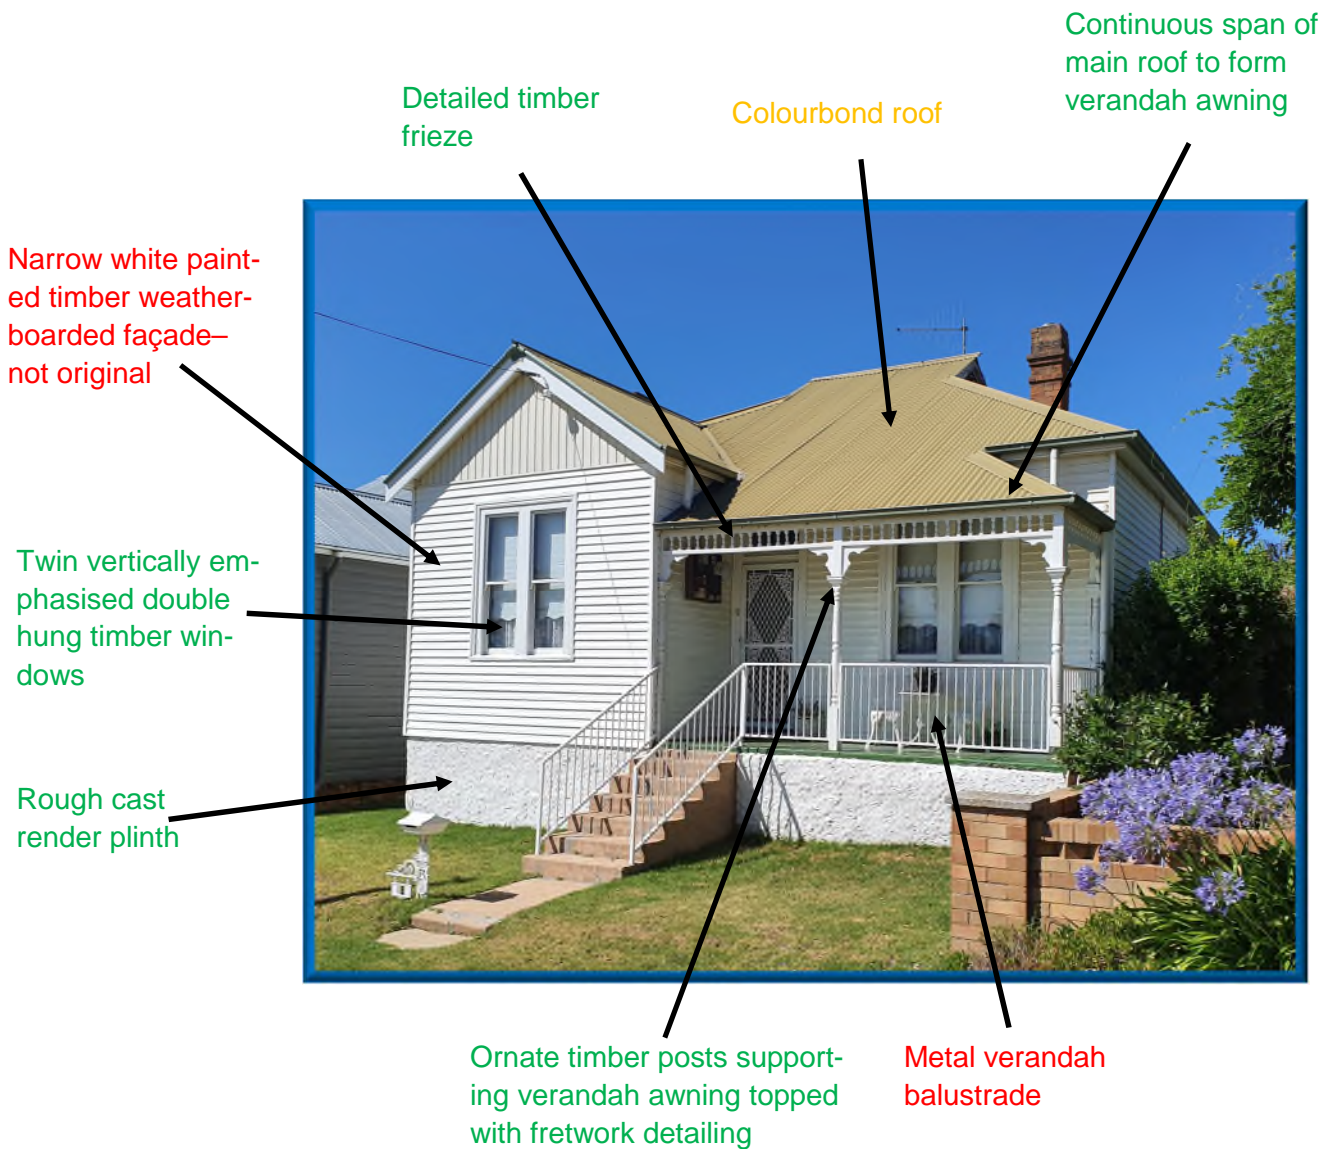 Continuous span of
main roof to form
verandah awning
Detailed timber
frieze
Colourbond roof
Narrow white paint-
ed timber weather-
boarded façade–
not original
Twin vertically em-
phasised double
hung timber win-
dows
Rough cast
render plinth
Ornate timber posts support-
ing verandah awning topped
with fretwork detailing
Metal verandah
balustrade